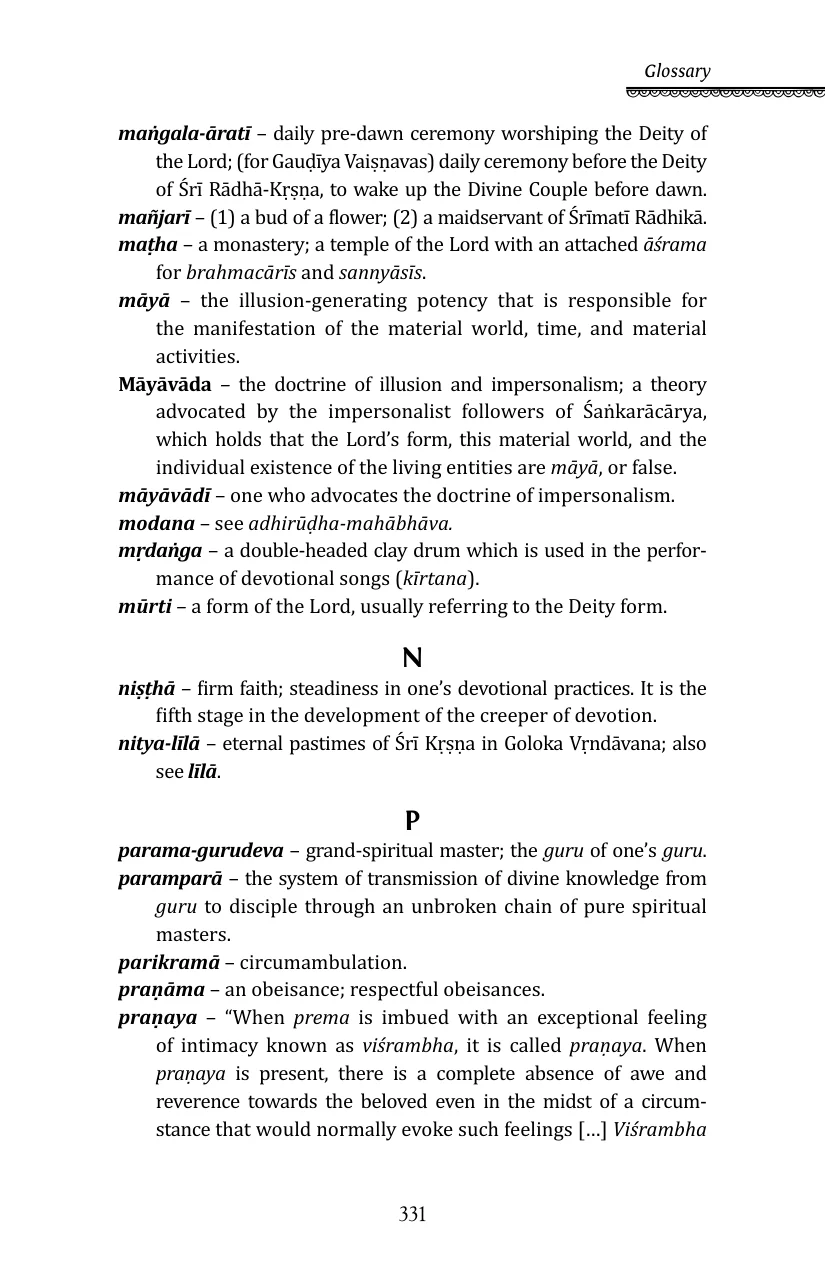 Glossary
maṅgala-āratī – daily pre-dawn ceremony worshiping the Deity of
the Lord; (for Gauḍīya Vaiṣṇavas) daily ceremony before the Deity
of Śrī Rādhā-Kṛṣṇa, to wake up the Divine Couple before dawn.
mañjarī – (1) a bud of a flower; (2) a maidservant of Śrīmatī Rādhikā.
maṭha – a monastery; a temple of the Lord with an attached āśrama
for brahmacārīs and sannyāsīs.
māyā – the illusion-generating potency that is responsible for
the manifestation of the material world, time, and material
activities.
Māyāvāda – the doctrine of illusion and impersonalism; a theory
advocated by the impersonalist followers of Śaṅkarācārya,
which holds that the Lord’s form, this material world, and the
individual existence of the living entities are māyā, or false.
māyāvādī – one who advocates the doctrine of impersonalism.
modana – see adhirūḍha-mahābhāva.
mṛdaṅga – a double-headed clay drum which is used in the perfor-
mance of devotional songs (kīrtana).
mūrti – a form of the Lord, usually referring to the Deity form.
N
niṣṭhā – firm faith; steadiness in one’s devotional practices. It is the
fifth stage in the development of the creeper of devotion.
nitya-līlā – eternal pastimes of Śrī Kṛṣṇa in Goloka Vṛndāvana; also
see līlā.
P
parama-gurudeva – grand-spiritual master; the guru of one’s guru.
paramparā – the system of transmission of divine knowledge from
guru to disciple through an unbroken chain of pure spiritual
masters.
parikramā – circumambulation.
praṇāma – an obeisance; respectful obeisances.
praṇaya – “When prema is imbued with an exceptional feeling
of intimacy known as viśrambha, it is called praṇaya. When
praṇaya is present, there is a complete absence of awe and
reverence towards the beloved even in the midst of a circum-
stance that would normally evoke such feelings […] Viśrambha
331